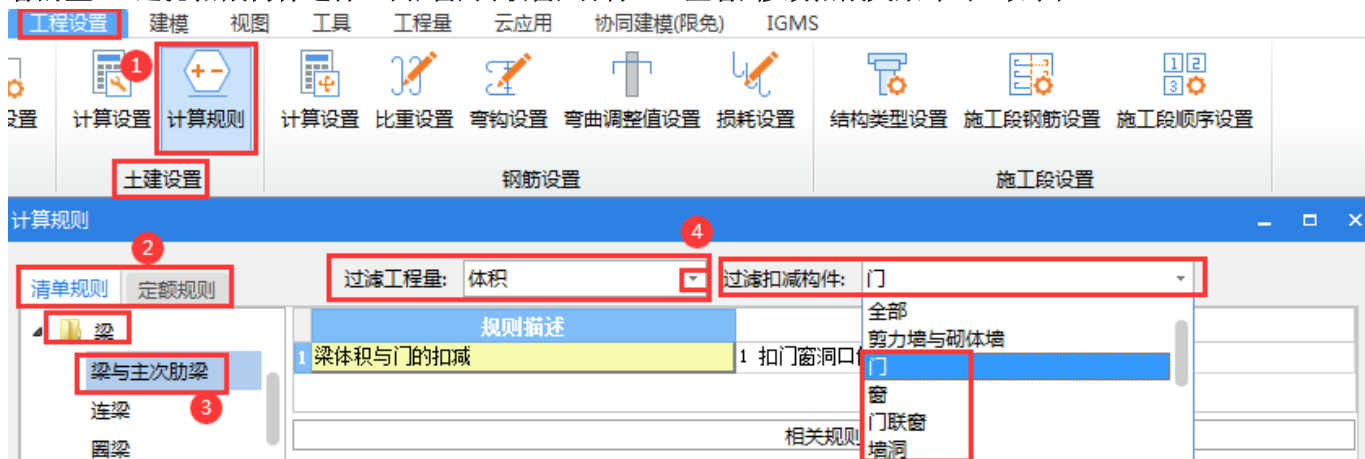 工程设置 建模 视图 工具 工程量 云应用 协同建模(限免) IGMS
1
计算设置 计算规则 计算设置 比重设置 弯钩设置 弯曲调整值设置 损耗设置 结构类型设置 施工段钢筋设置 施工段顺序设置
土建设置 钢筋设置 施工段设置
计算规则
2 4
清单规则 定额规则 过滤工程量: 体积 过滤扣减构件: 门
梁 规则描述 全部
剪力墙与砌体墙
1 梁体积与门的扣减 1 扣门窗洞口
梁与主次肋梁 门
3 窗
连梁 门联窗
圈梁 相关规则 墙洞